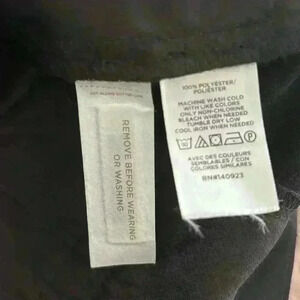 REMOVE BEFORE WEARING
OR WASHING
100% POLYESTER/
POLIESTER
MACHINE WASH COLD
WITH LIKE COLORS
ONLY NON-CHLORINE
BLEACH WHEN NEEDED
TUMBLE DRY LOW
COOL IRON WHEN NEEDED
AVEC DES COULEURS
SEMBLABLES / CON
COLORES SIMILARES
RN#140923